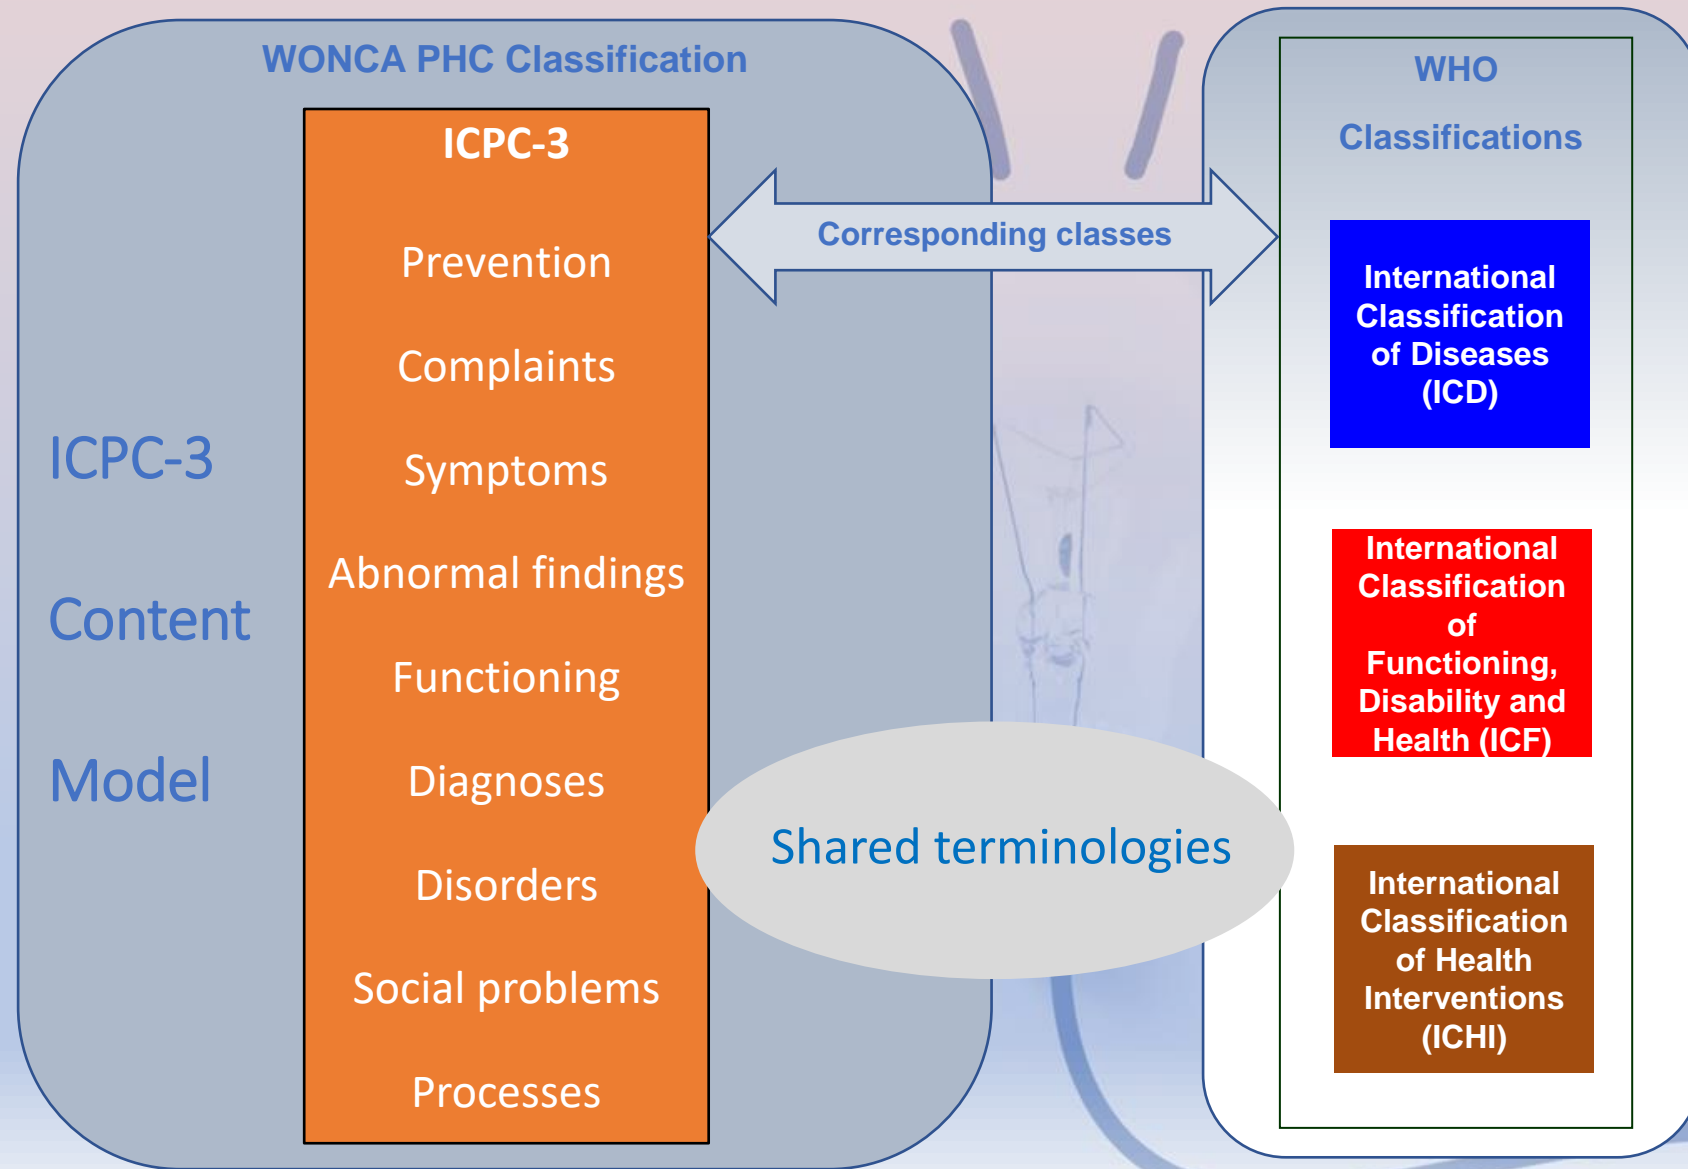 WONCA PHC Classification
ICPC-3
Content
Model
ICPC-3
Prevention
Complaints
Symptoms
Abnormal findings
Functioning
Diagnoses
Disorders
Social problems
Processes
Corresponding classes
Shared terminologies
WHO
Classifications
International
Classification
of Diseases
(ICD)
International
Classification
of
Functioning,
Disability and
Health (ICF)
International
Classification
of Health
Interventions
(ICHI)